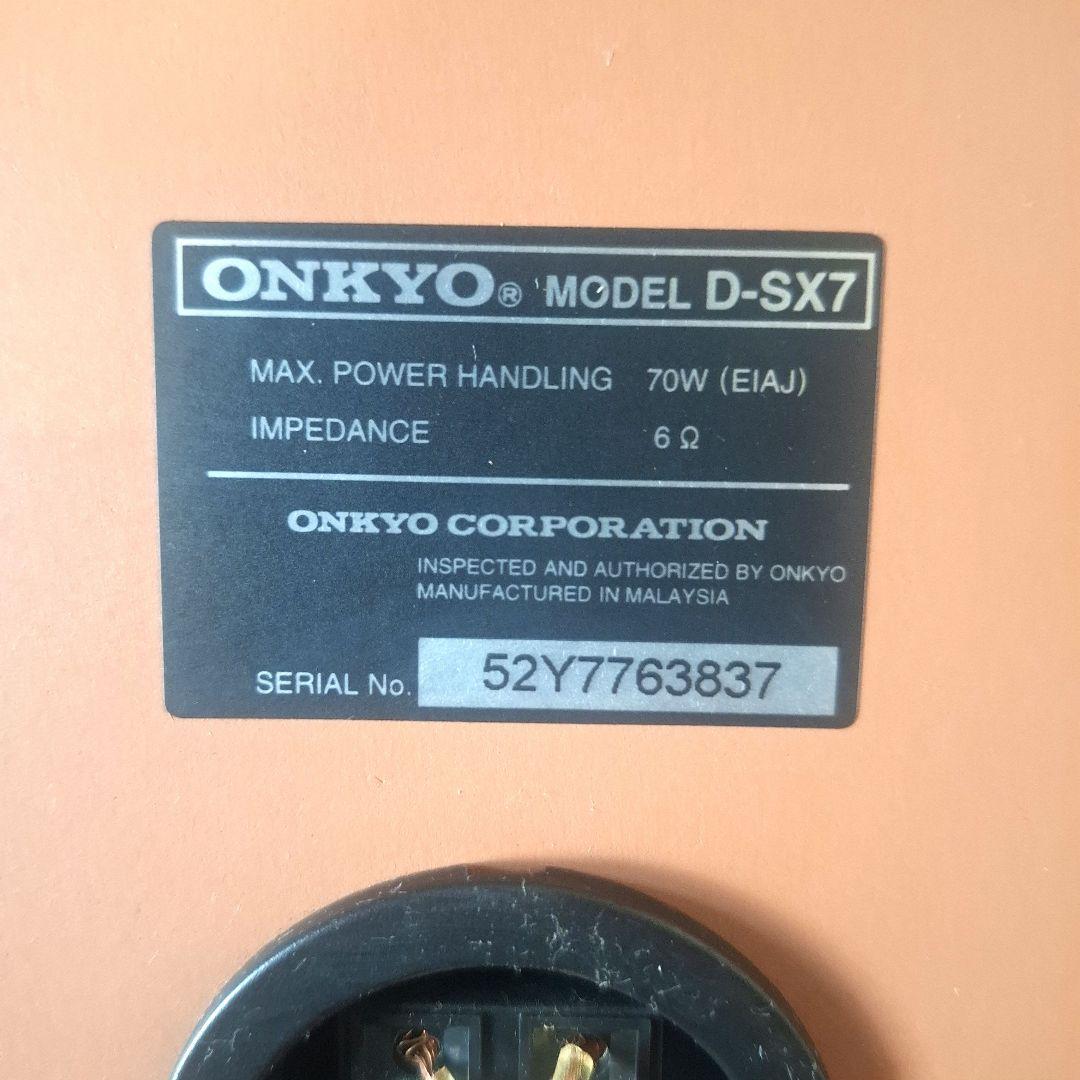 ONKYO® MODEL D-SX7
MAX. POWER HANDLING 70W (EIAJ)
IMPEDANCE 6 Ω
ONKYO CORPORATION
INSPECTED AND AUTHORIZED BY ONKYO
MANUFACTURED IN MALAYSIA
SERIAL No. 52Y7763837